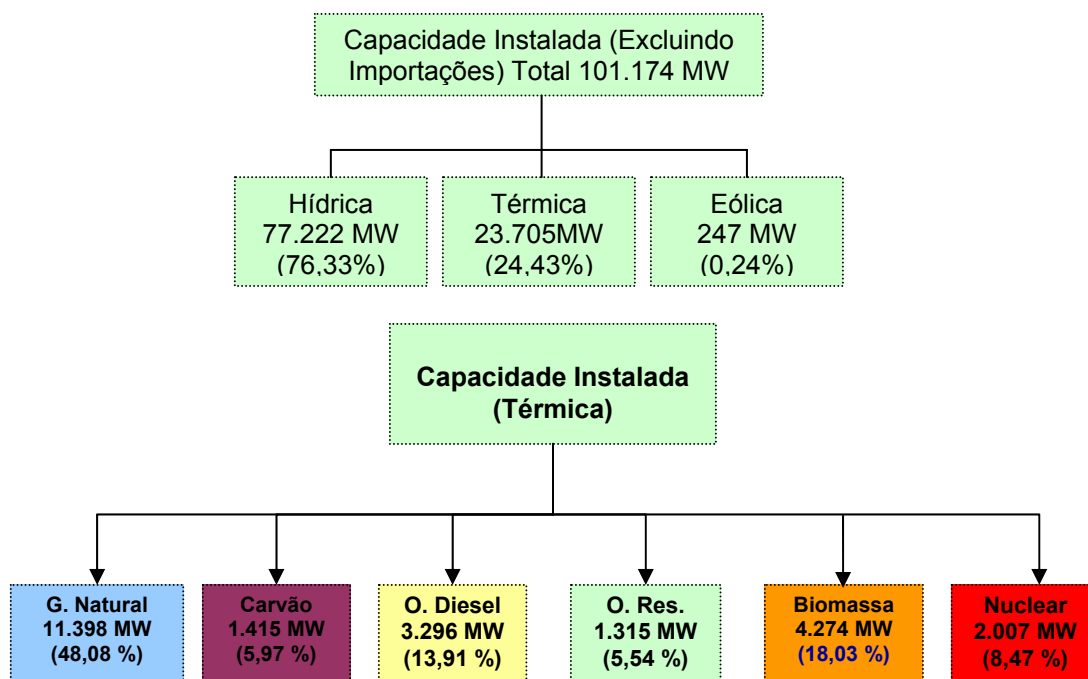 Capacidade Instalada (Excluindo
Importações) Total 101.174 MW
Hídrica
77.222 MW
(76,33%)
Térmica
23.705MW
(24,43%)
Eólica
247 MW
(0,24%)
Capacidade Instalada
(Térmica)
G. Natural
11.398 MW
(48,08 %)
Carvão
1.415 MW
(5,97 %)
O. Diesel
3.296 MW
(13,91 %)
O. Res.
1.315 MW
(5,54 %)
Biomassa
4.274 MW
(18,03 %)
Nuclear
2.007 MW
(8,47 %)